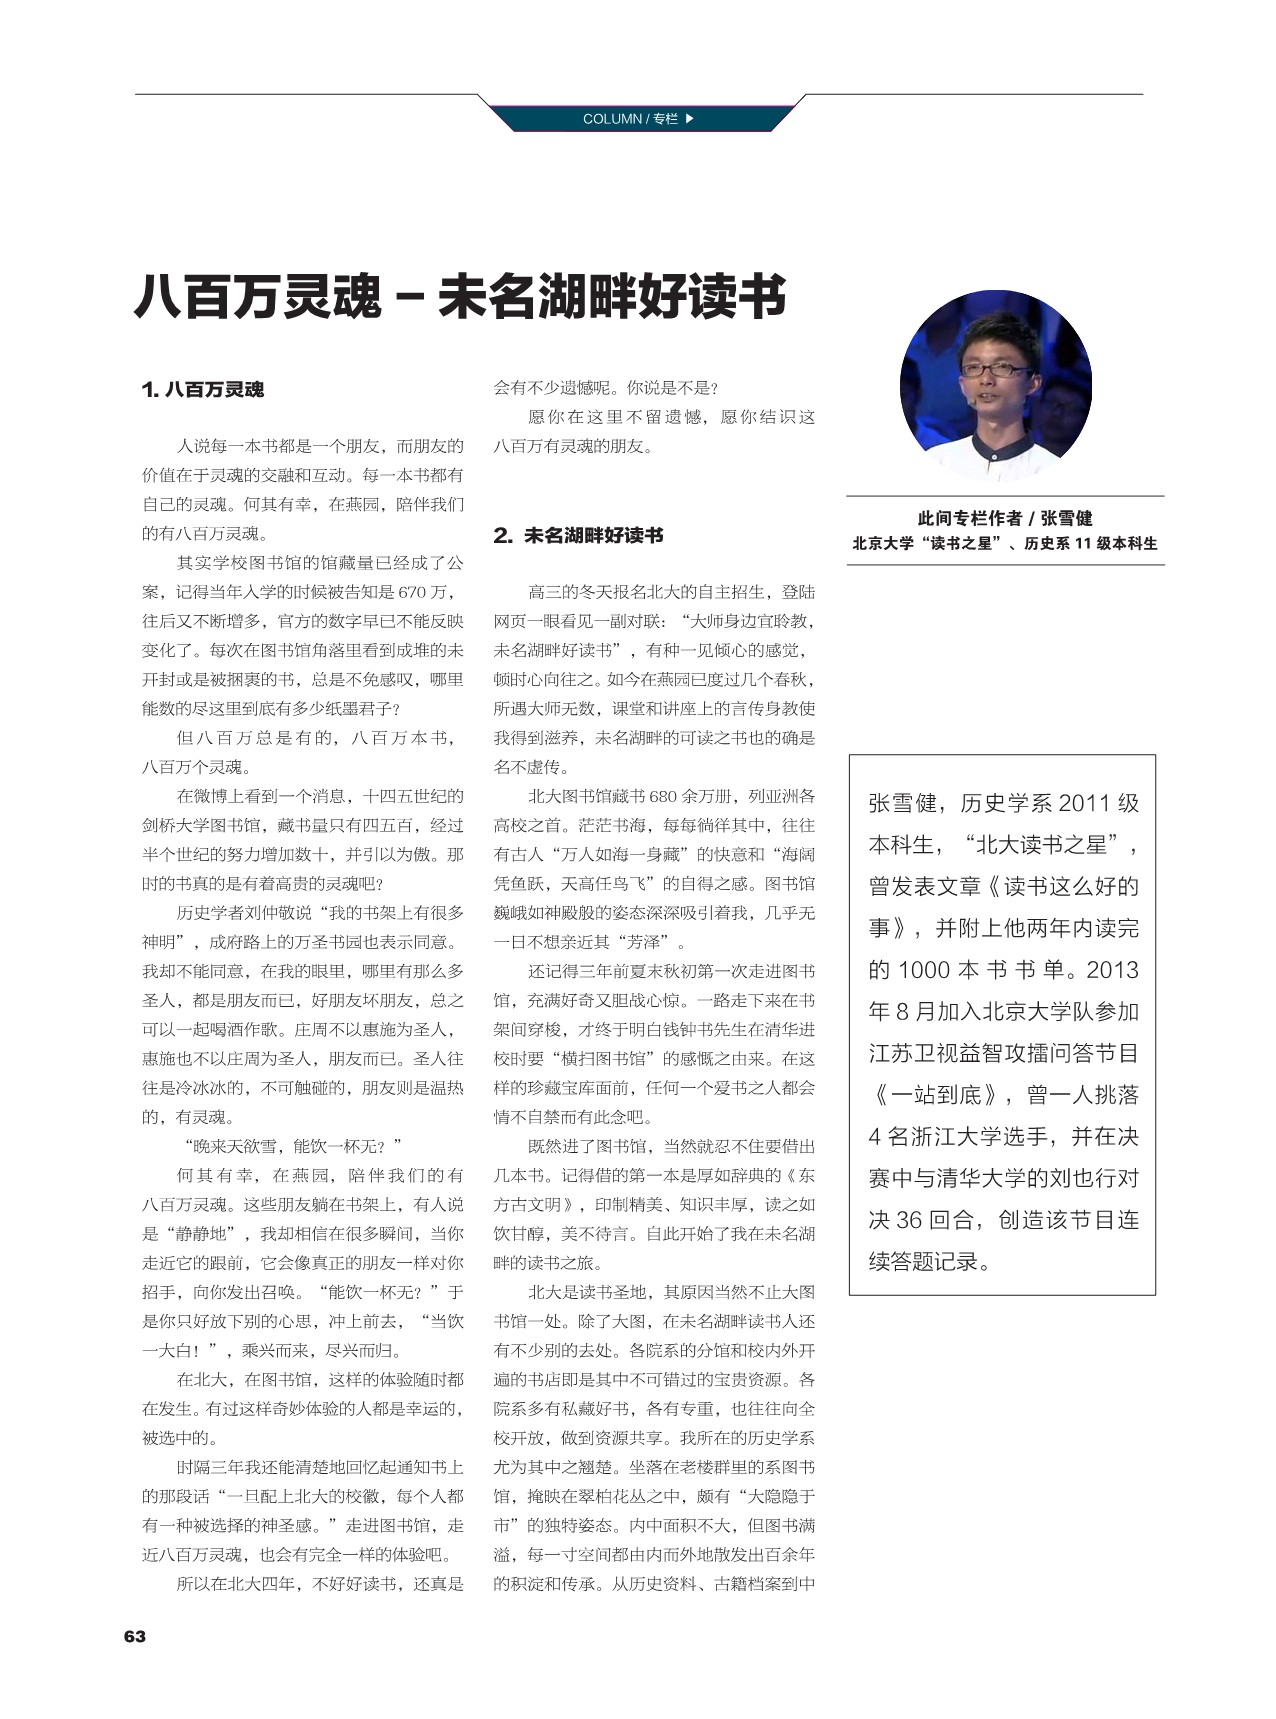 COLUMN / 专栏 ▶
八百万灵魂 – 未名湖畔好读书
1. 八百万灵魂
人说每一本书都是一个朋友，而朋友的
价值在于灵魂的交融和互动。每一本书都有
自己的灵魂。何其有幸，在燕园，陪伴我们
的有八百万灵魂。
其实学校图书馆的馆藏量已经成了公
案，记得当年入学的时候被告知是 670 万，
往后又不断增多，官方的数字早已不能反映
变化了。每次在图书馆角落里看到成堆的未
开封或是被捆裹的书，总是不免感叹，哪里
能数的尽这里到底有多少纸墨君子？
但八百万总是有的，八百万本书，
八百万个灵魂。
在微博上看到一个消息，十四五世纪的
剑桥大学图书馆，藏书量只有四五百，经过
半个世纪的努力增加数十，并引以为傲。那
时的书真的是有着高贵的灵魂吧？
历史学者刘仲敬说“我的书架上有很多
神明”，成府路上的万圣书园也表示同意。
我却不能同意，在我的眼里，哪里有那么多
圣人，都是朋友而已，好朋友坏朋友，总之
可以一起喝酒作歌。庄周不以惠施为圣人，
惠施也不以庄周为圣人，朋友而已。圣人往
往是冷冰冰的，不可触碰的，朋友则是温热
的，有灵魂。
“晚来天欲雪，能饮一杯无？”
何其有幸，在燕园，陪伴我们的有
八百万灵魂。这些朋友躺在书架上，有人说
是“静静地”，我却相信在很多瞬间，当你
走近它的跟前，它会像真正的朋友一样对你
招手，向你发出召唤。“能饮一杯无？”于
是你只好放下别的心思，冲上前去，“当饮
一大白！”，乘兴而来，尽兴而归。
在北大，在图书馆，这样的体验随时都
在发生。有过这样奇妙体验的人都是幸运的，
被选中的。
时隔三年我还能清楚地回忆起通知书上
的那段话“一旦配上北大的校徽，每个人都
有一种被选择的神圣感。”走进图书馆，走
近八百万灵魂，也会有完全一样的体验吧。
所以在北大四年，不好好读书，还真是
会有不少遗憾呢。你说是不是？
愿你在这里不留遗憾，愿你结识这
八百万有灵魂的朋友。
2. 未名湖畔好读书
高三的冬天报名北大的自主招生，登陆
网页一眼看见一副对联：“大师身边宜聆教，
未名湖畔好读书”，有种一见倾心的感觉，
顿时心向往之。如今在燕园已度过几个春秋，
所遇大师无数，课堂和讲座上的言传身教使
我得到滋养，未名湖畔的可读之书也的确是
名不虚传。
北大图书馆藏书 680 余万册，列亚洲各
高校之首。茫茫书海，每每徜徉其中，往往
有古人“万人如海一身藏”的快意和“海阔
凭鱼跃，天高任鸟飞”的自得之感。图书馆
巍峨如神殿般的姿态深深吸引着我，几乎无
一日不想亲近其“芳泽”。
还记得三年前夏末秋初第一次走进图书
馆，充满好奇又胆战心惊。一路走下来在书
架间穿梭，才终于明白钱钟书先生在清华进
校时要“横扫图书馆”的感慨之由来。在这
样的珍藏宝库面前，任何一个爱书之人都会
情不自禁而有此念吧。
既然进了图书馆，当然就忍不住要借出
几本书。记得借的第一本是厚如辞典的《东
方古文明》，印制精美、知识丰厚，读之如
饮甘醇，美不待言。自此开始了我在未名湖
畔的读书之旅。
北大是读书圣地，其原因当然不止大图
书馆一处。除了大图，在未名湖畔读书人还
有不少别的去处。各院系的分馆和校内外开
遍的书店即是其中不可错过的宝贵资源。各
院系多有私藏好书，各有专重，也往往向全
校开放，做到资源共享。我所在的历史学系
尤为其中之翘楚。坐落在老楼群里的系图书
馆，掩映在翠柏花丛之中，颇有“大隐隐于
市”的独特姿态。内中面积不大，但图书满
溢，每一寸空间都由内而外地散发出百余年
的积淀和传承。从历史资料、古籍档案到中
此间专栏作者 / 张雪健
北京大学“读书之星”、历史系 11 级本科生
张雪健，历史学系 2011 级
本科生，“北大读书之星”，
曾发表文章《读书这么好的
事》，并附上他两年内读完
的 1000 本书书单。2013
年 8 月加入北京大学队参加
江苏卫视益智攻擂问答节目
《一站到底》，曾一人挑落
4 名浙江大学选手，并在决
赛中与清华大学的刘也行对
决 36 回合，创造该节目连
续答题记录。
63